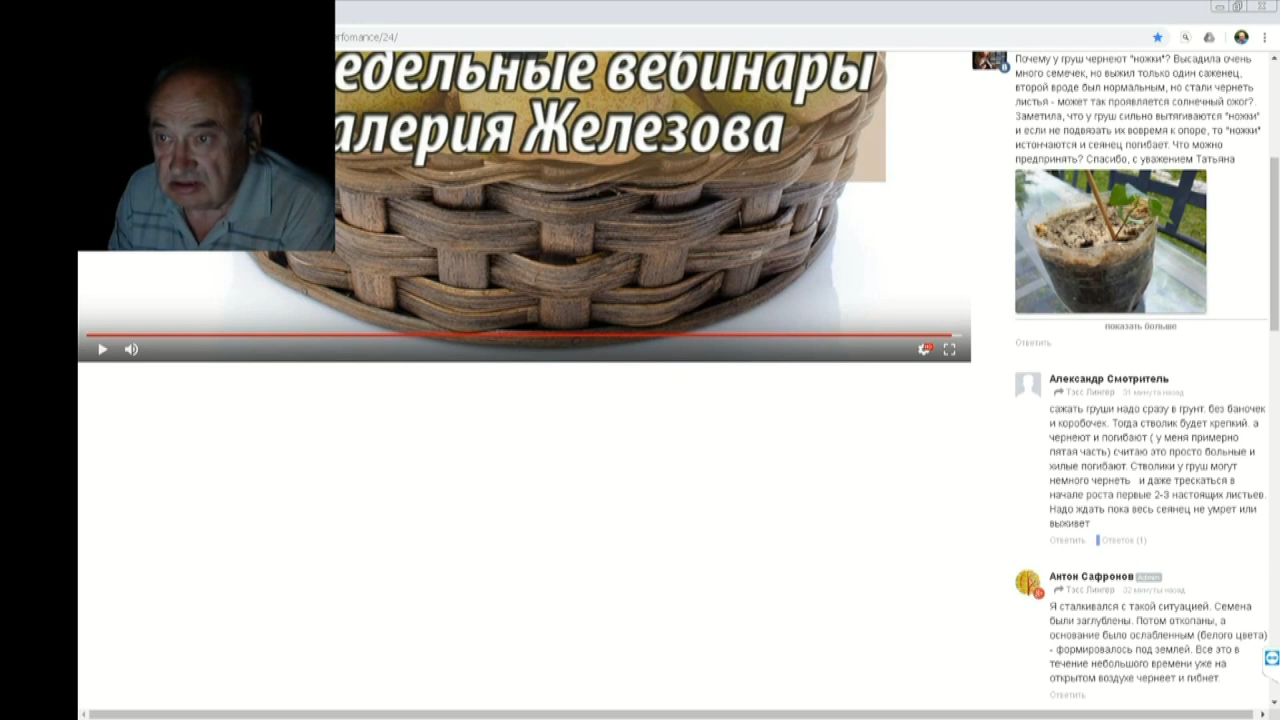 rfomance/24/
едельные вебинары
алерия Железова
Почему у груш чернеют "ножки"? Высадила очень
много семечек, но выжил только один саженец,
второй вроде был нормальным, но стали чернеть
листья - может так проявляется солнечный ожог?
Заметила, что у груш сильно вытягиваются "ножки"
и если не подвязать их вовремя к опоре, то "ножки"
истончаются и сеянец погибает. Что можно
предпринять? Спасибо, с уважением Татьяна
показать больше
Ответить
Александр Смотритель
Тэсс Лингер 31 минута назад
сажать груши надо сразу в грунт. без баночек
и коробочек. Тогда стволик будет крепкий. а
чернеют и погибают ( у меня примерно
пятая часть) считаю это просто больные и
хилые погибают. Стволики у груш могут
немного чернеть и даже трескаться в
начале роста первые 2-3 настоящих листьев.
Надо ждать пока весь сеянец не умрет или
выживет
Ответить Ответов (1)
Антон Сафронов Admin
Тэсс Лингер 32 минуты назад
Я сталкивался с такой ситуацией. Семена
были заглублены. Потом откопаны, а
основание было ослабленным (белого цвета)
- формировалось под землей. Все это в
течение небольшого времени уже на
открытом воздухе чернеет и гибнет.
Ответить